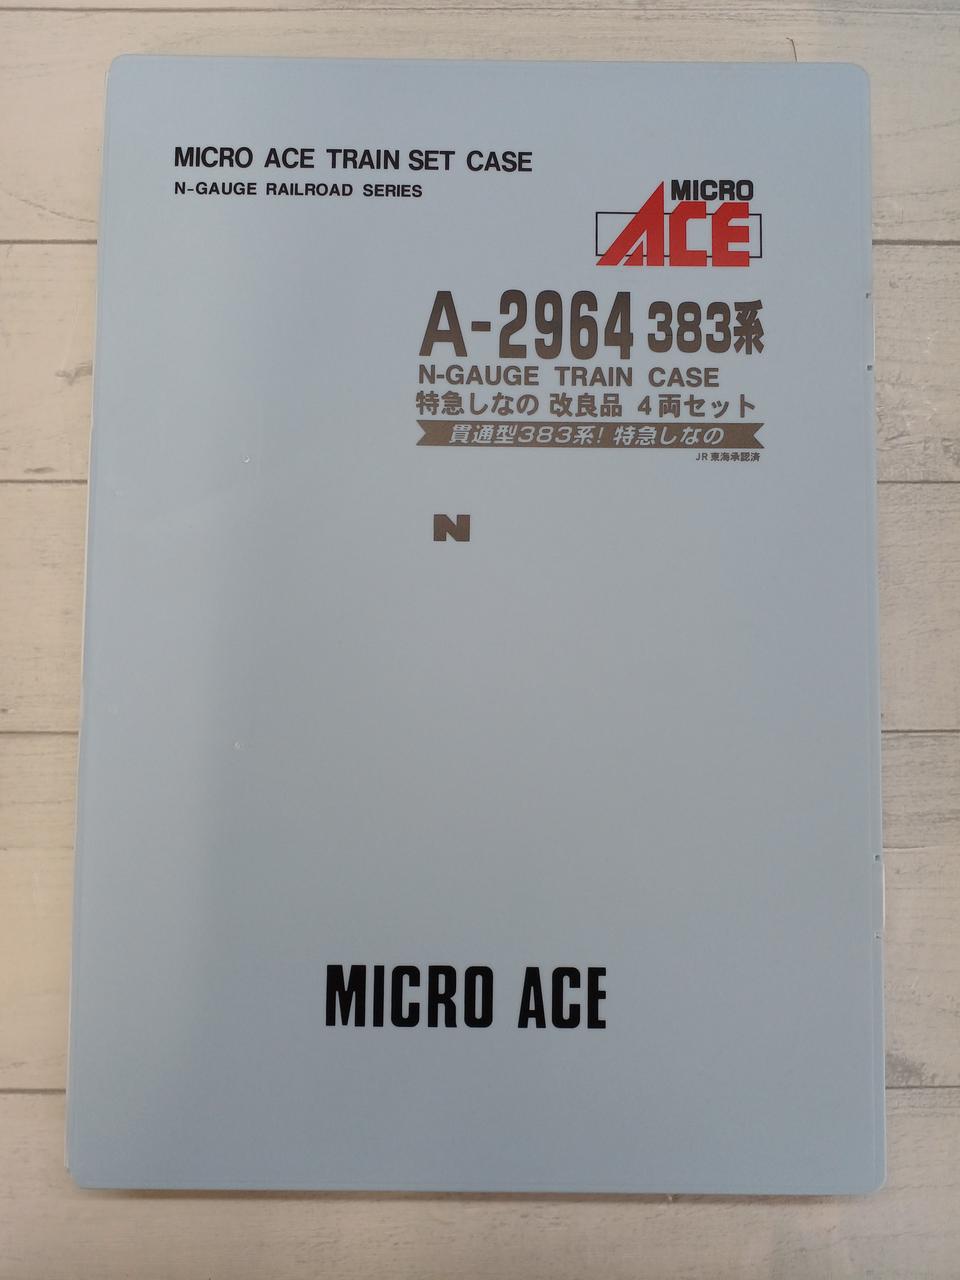 MICRO ACE TRAIN SET CASE
N-GAUGE RAILROAD SERIES
MICRO
ACE
A-2964 383系
N-GAUGE TRAIN CASE
特急しなの 改良品 4両セット
貫通型383系! 特急しなの
JR東海承認済
N
MICRO ACE